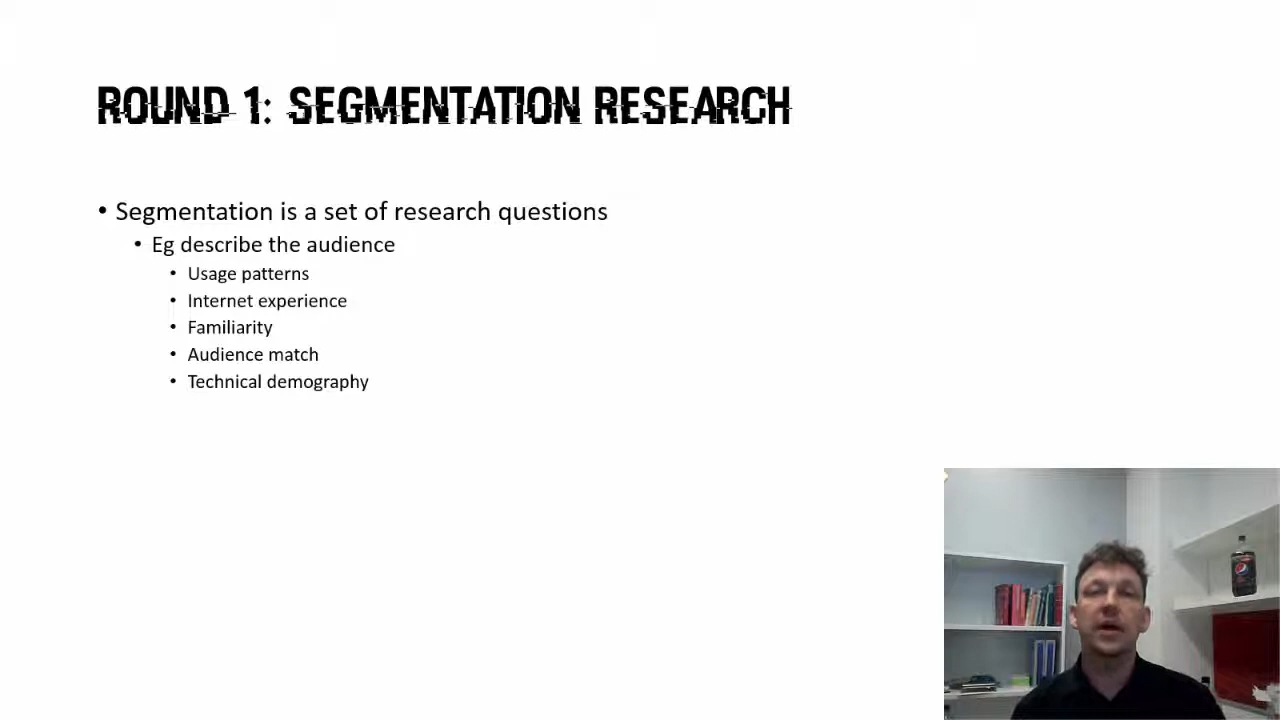 ROUND 1: SEGMENTATION RESEARCH
• Segmentation is a set of research questions
• Eg describe the audience
• Usage patterns
• Internet experience
• Familiarity
• Audience match
• Technical demography